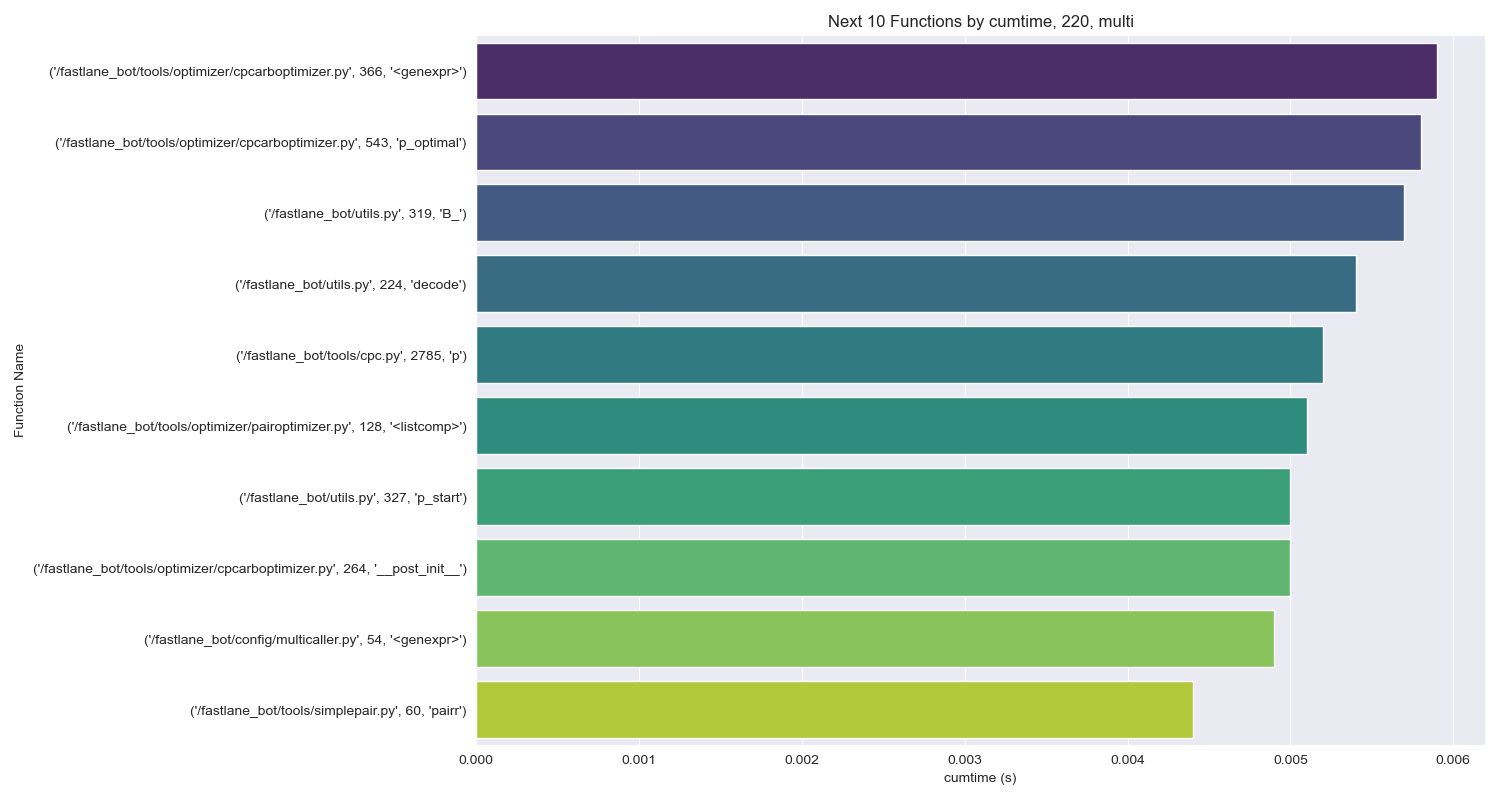 Next 10 Functions by cumtime, 220, multi
Function Name
('/fastlane_bot/tools/optimizer/cpcarboptimizer.py', 366, '<genexpr>')
('/fastlane_bot/tools/optimizer/cpcarboptimizer.py', 543, 'p_optimal')
('/fastlane_bot/utils.py', 319, 'B_')
('/fastlane_bot/utils.py', 224, 'decode')
('/fastlane_bot/tools/cpc.py', 2785, 'p')
('/fastlane_bot/tools/optimizer/pairoptimizer.py', 128, '<listcomp>')
('/fastlane_bot/utils.py', 327, 'p_start')
('/fastlane_bot/tools/optimizer/cpcarboptimizer.py', 264, '__post_init__')
('/fastlane_bot/config/multicaller.py', 54, '<genexpr>')
('/fastlane_bot/tools/simplepair.py', 60, 'pairr')
0.000 0.001 0.002 0.003 0.004 0.005 0.006
cumtime (s)